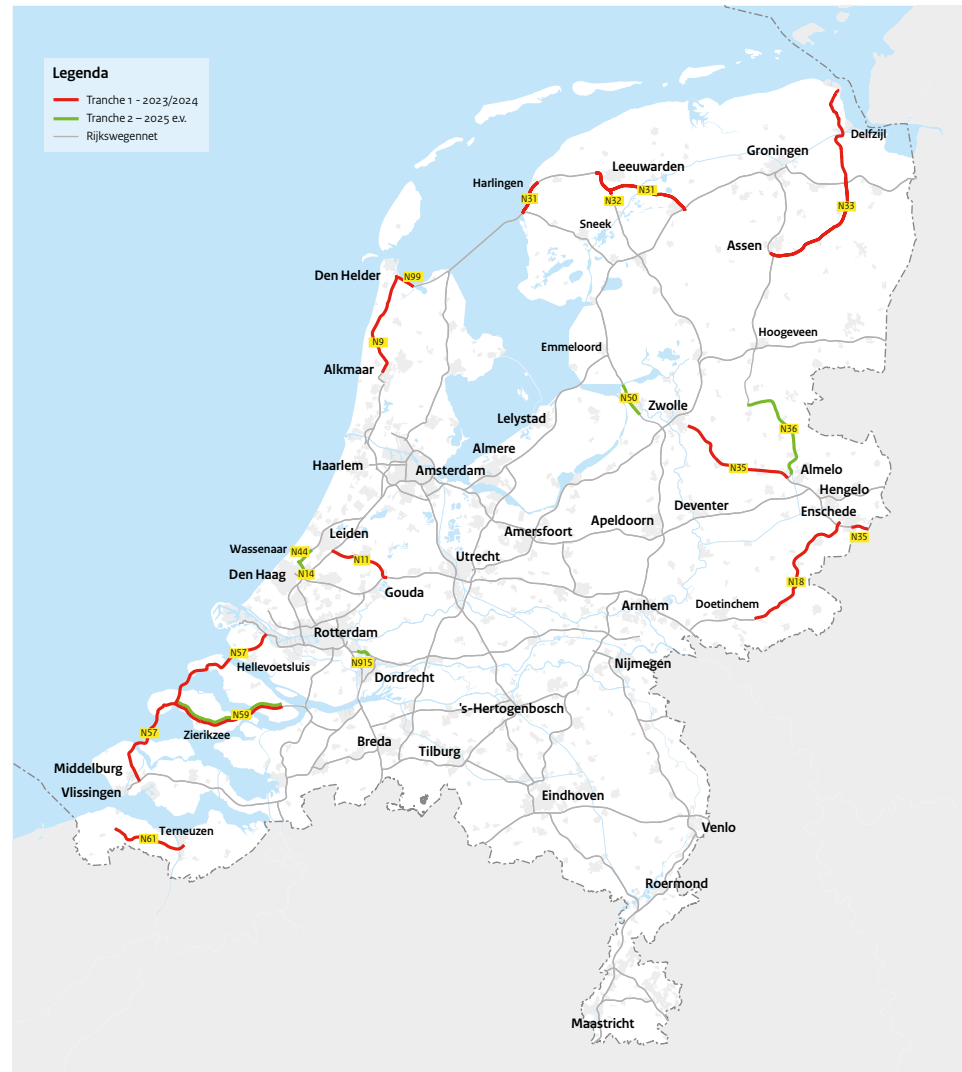 Legenda
Tranche 1 - 2023/2024
Tranche 2 – 2025 e.v.
Rijkswegennet
Delfzijl
Groningen
Leeuwarden
Harlingen
N31
N31
N32
N33
Sneek
Assen
Den Helder
N99
N9
Hoogeveen
Emmeloord
Alkmaar
N50
Zwolle
Lelystad
N36
Almere
Haarlem
Amsterdam
N35
Almelo
Hengelo
Deventer
Enschede
Apeldoorn
Amersfoort
Leiden
N35
Wassenaar
N44
Utrecht
N11
Den Haag
N14
N18
Gouda
Arnhem
Doetinchem
Rotterdam
N57
Hellevoetsluis
N915
Nijmegen
Dordrecht
's-Hertogenbosch
N59
Zierikzee
N57
Breda
Tilburg
Middelburg
Vlissingen
Eindhoven
Terneuzen
N61
Venlo
Roermond
Maastricht